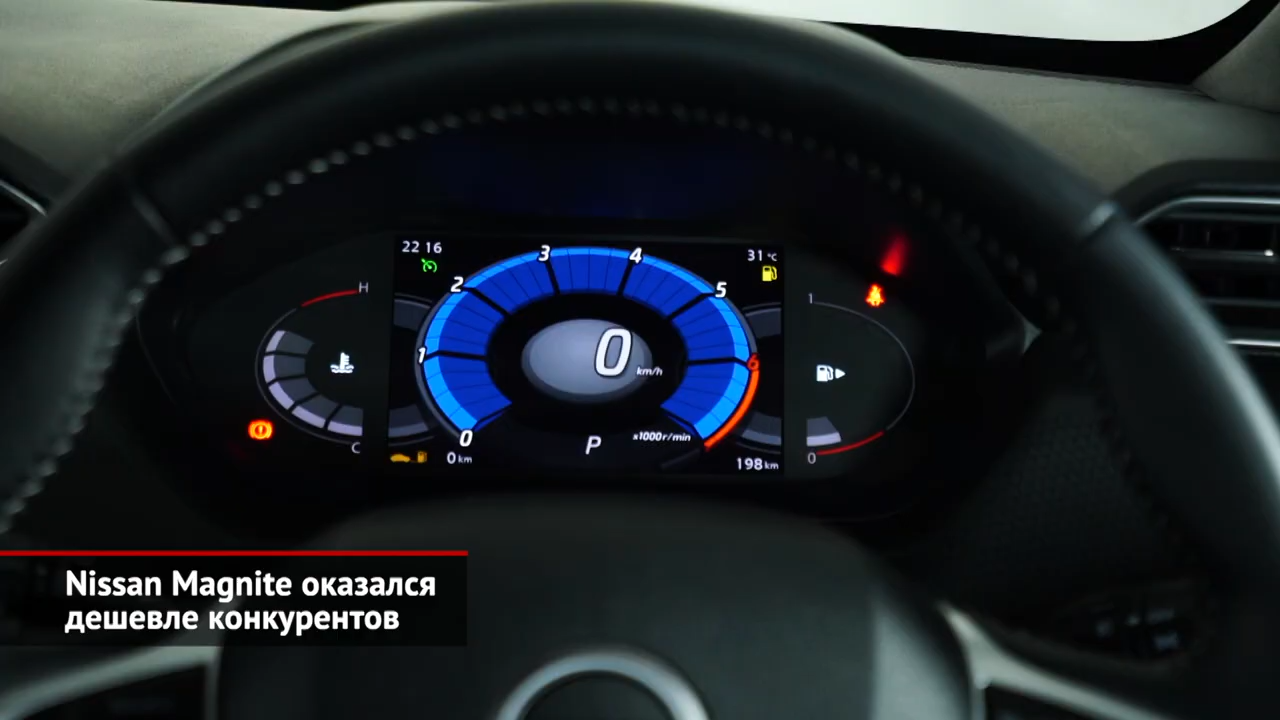 22 16
31 °C
H
C
0
1
2
3
4
5
6
0
km/h
P
x1000r/min
0 km
198 km
1
0
Nissan Magnite оказался
дешевле конкурентов